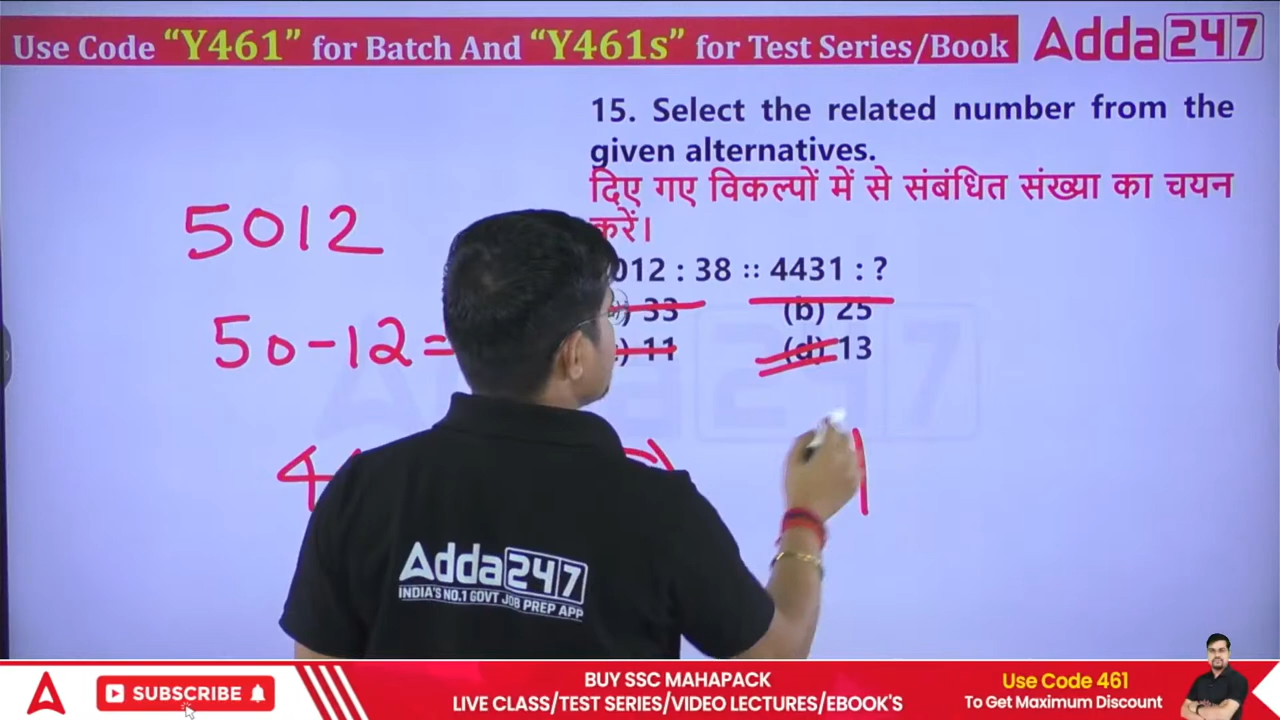 Use Code “Y461” for Batch And “Y461s” for Test Series/Book
Adda247
15. Select the related number from the
given alternatives.
दिए गए विकल्पों में से संबंधित संख्या का चयन
करें।
012 : 38 :: 4431 : ?
) 33 (b) 25
) 11 (d) 13
5012
50-12=
4
Adda247
INDIA'S NO.1 GOVT JOB PREP APP
SUBSCRIBE
BUY SSC MAHAPACK
LIVE CLASS/TEST SERIES/VIDEO LECTURES/EBOOK'S
Use Code 461
To Get Maximum Discount